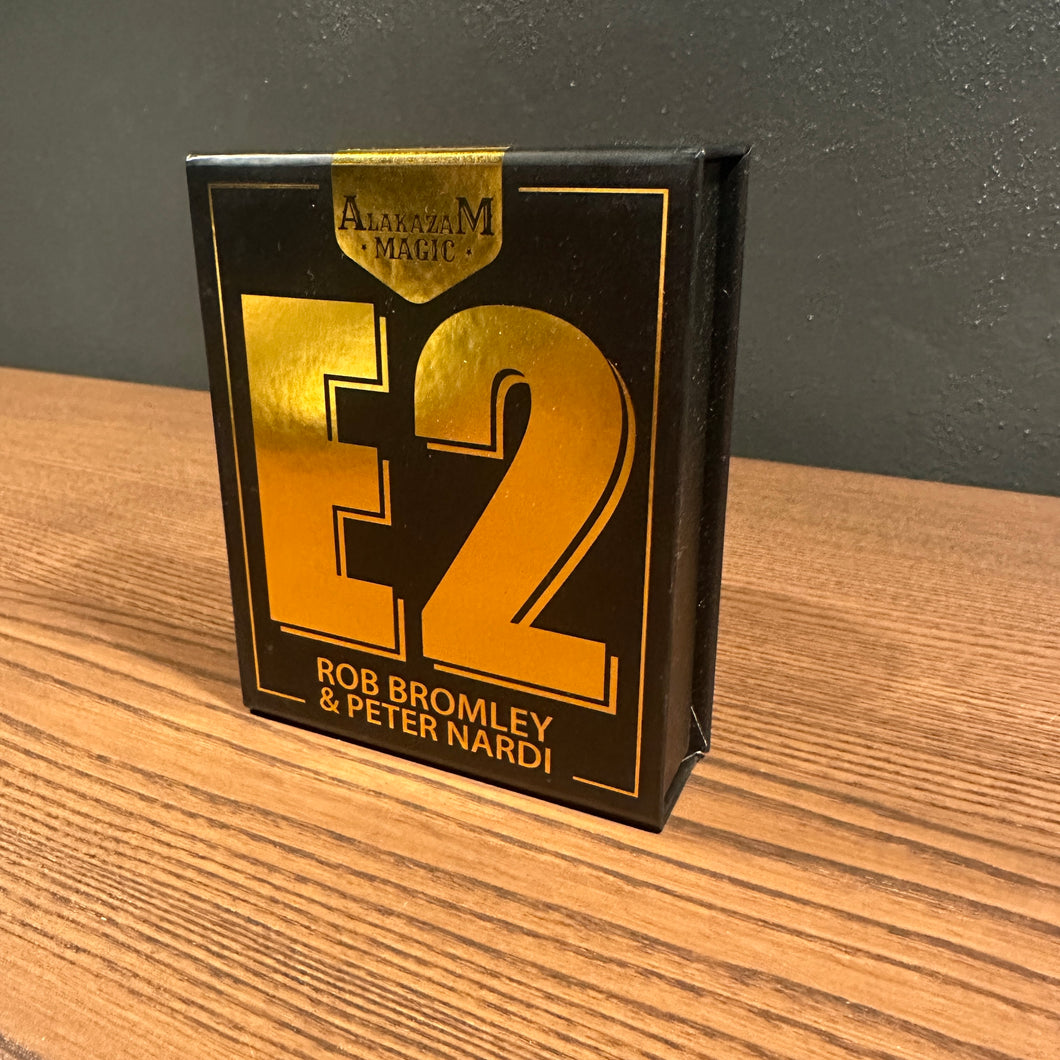 ALAKAZAM
MAGIC
E2
ROB BROMLEY
& PETER NARDI